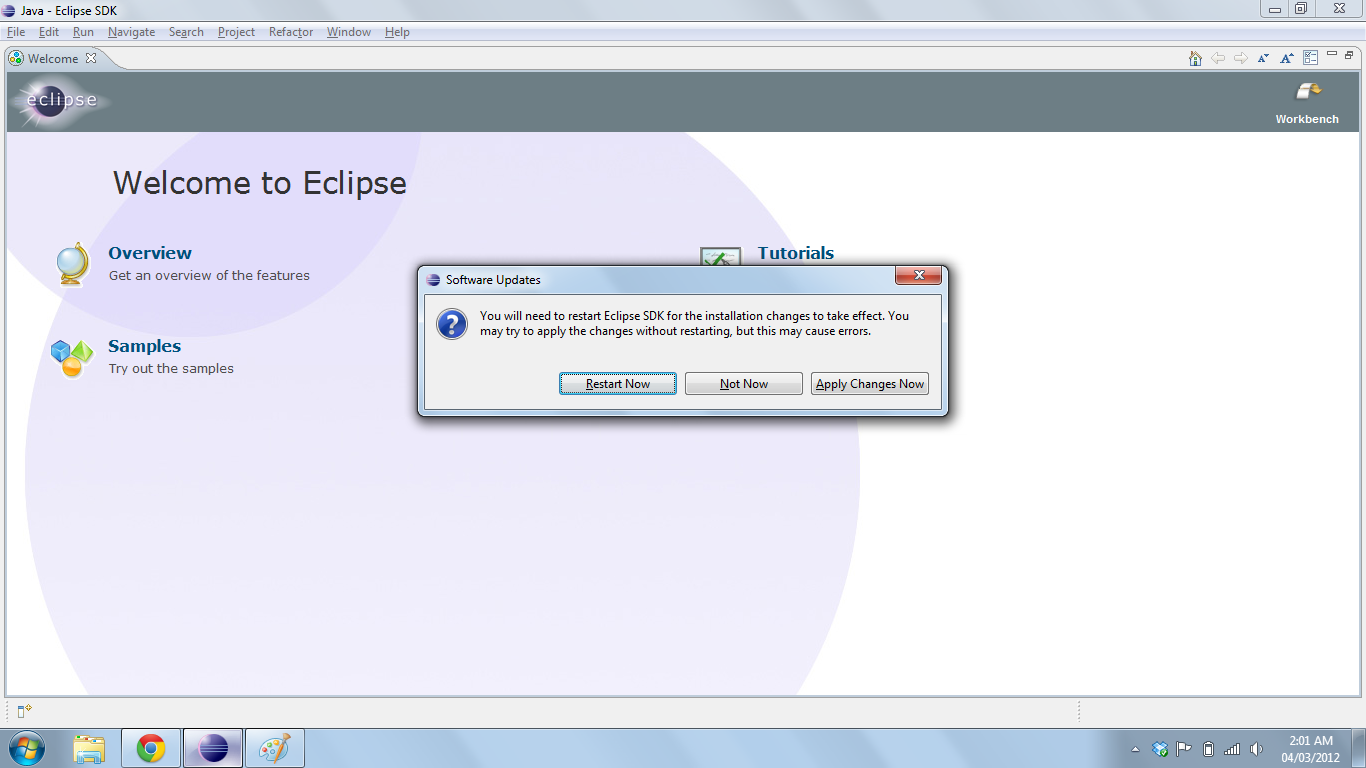 Java - Eclipse SDK
File Edit Run Navigate Search Project Refactor Window Help
Welcome
eclipse
Workbench
Welcome to Eclipse
Overview
Get an overview of the features
Tutorials
Samples
Try out the samples
Software Updates
You will need to restart Eclipse SDK for the installation changes to take effect. You
may try to apply the changes without restarting, but this may cause errors.
Restart Now Not Now Apply Changes Now
2:01 AM
04/03/2012